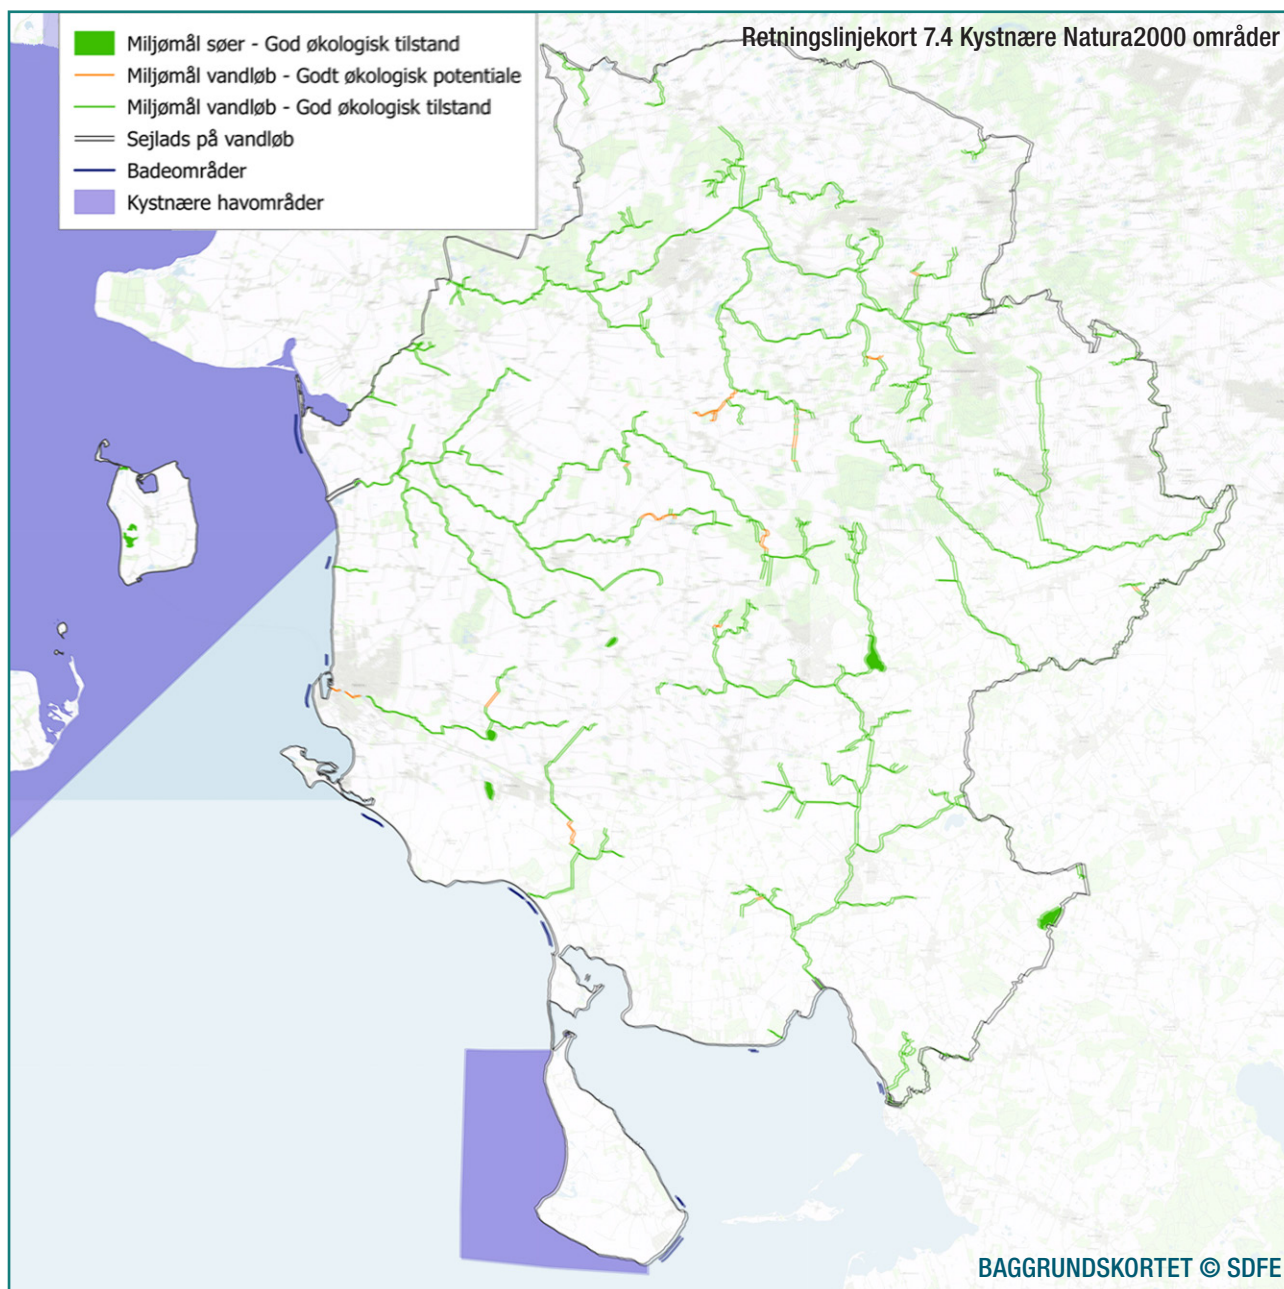 Retningslinjekort 7.4 Kystnære Natura2000 områder
Miljømål søer - God økologisk tilstand
Miljømål vandløb - Godt økologisk potentiale
Miljømål vandløb - God økologisk tilstand
Sejlads på vandløb
Badeområder
Kystnære havområder
BAGGRUNDSKORTET © SDFE